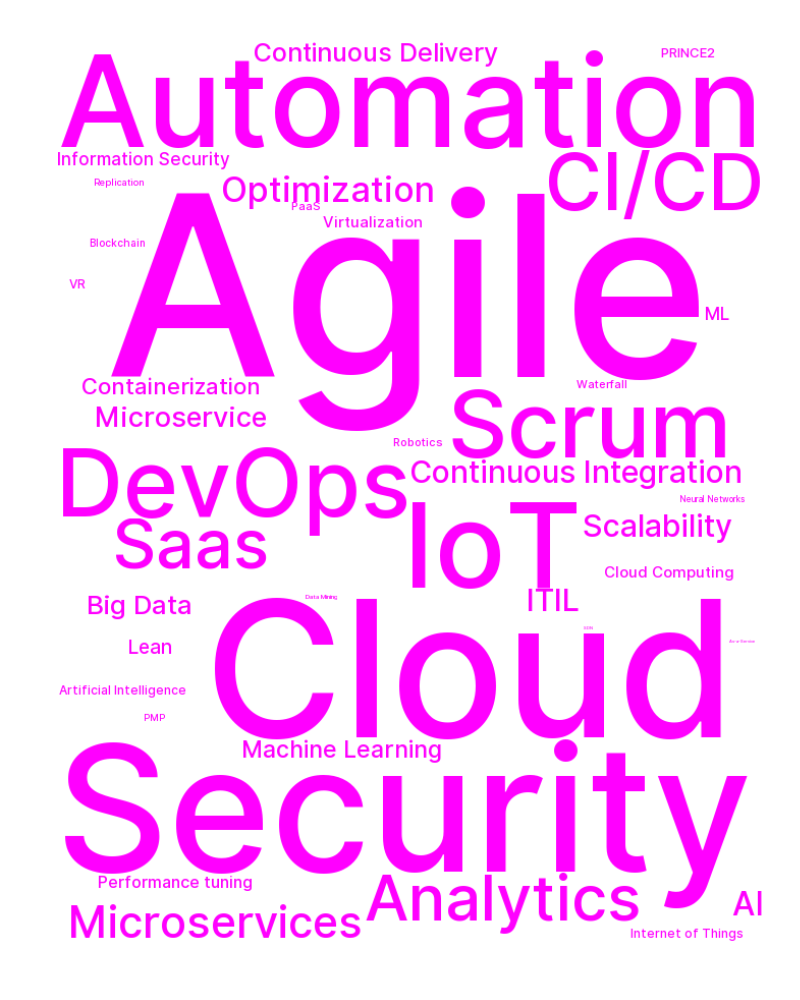 Continuous Delivery
PRINCE2
Automation
Information Security
CI/CD
Replication
Optimization
PaaS
Virtualization
Agile
Blockchain
VR
ML
Containerization
Waterfall
Microservice
Scrum
Robotics
DevOps
Continuous Integration
Neural Networks
IoT
Scalability
Saas
Cloud Computing
Big Data
Data Mining
ITIL
Cloud
Lean
Artificial Intelligence
PMP
Machine Learning
Security
Performance tuning
Analytics
AI
Microservices
Internet of Things